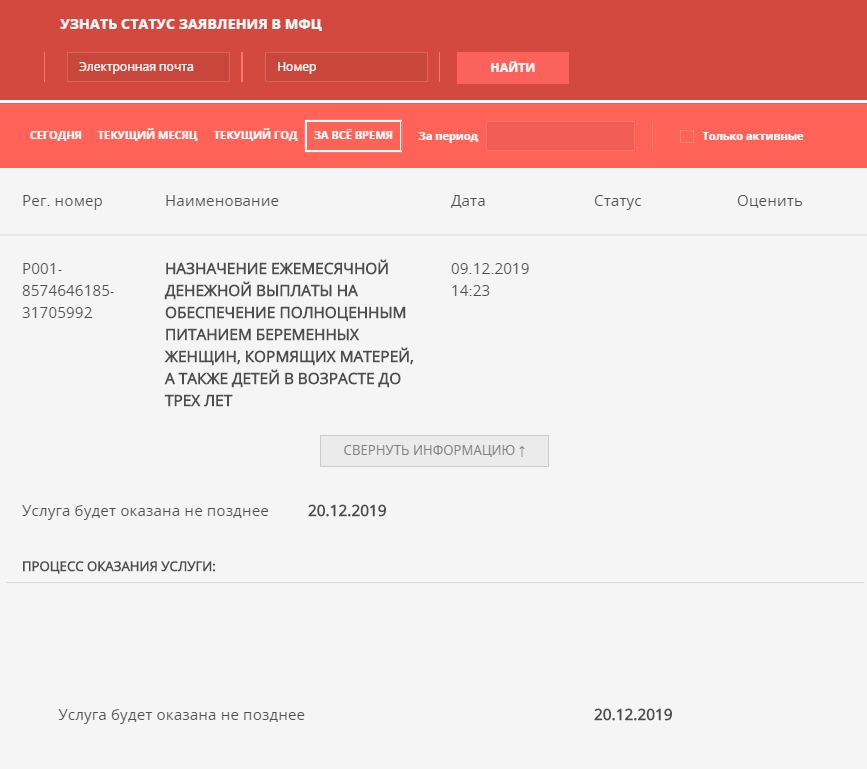 УЗНАТЬ СТАТУС ЗАЯВЛЕНИЯ В МФЦ
Электронная почта Номер НАЙТИ
СЕГОДНЯ ТЕКУЩИЙ МЕСЯЦ ТЕКУЩИЙ ГОД ЗА ВСЁ ВРЕМЯ За период Только активные
Рег. номер Наименование Дата Статус Оценить
P001- НАЗНАЧЕНИЕ ЕЖЕМЕСЯЧНОЙ 09.12.2019
8574646185- ДЕНЕЖНОЙ ВЫПЛАТЫ НА 14:23
31705992 ОБЕСПЕЧЕНИЕ ПОЛНОЦЕННЫМ
ПИТАНИЕМ БЕРЕМЕННЫХ
ЖЕНЩИН, КОРМЯЩИХ МАТЕРЕЙ,
А ТАКЖЕ ДЕТЕЙ В ВОЗРАСТЕ ДО
ТРЕХ ЛЕТ
СВЕРНУТЬ ИНФОРМАЦИЮ ↑
Услуга будет оказана не позднее 20.12.2019
ПРОЦЕСС ОКАЗАНИЯ УСЛУГИ:
Услуга будет оказана не позднее 20.12.2019